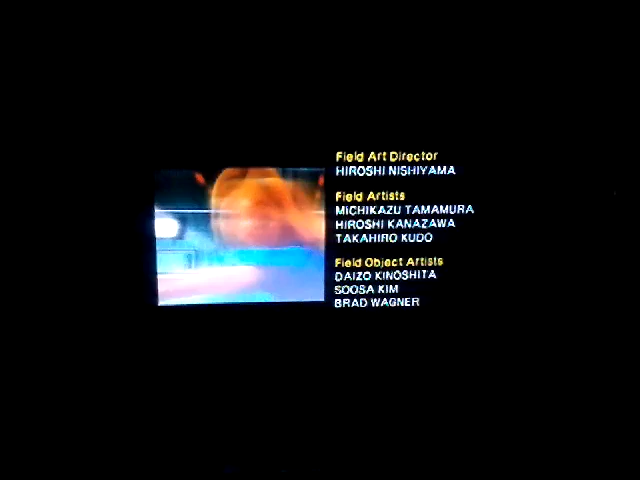 Field Art Director
HIROSHI NISHIYAMA
Field Artists
MICHIKAZU TAMAMURA
HIROSHI KANAZAWA
TAKAHIRO KUDO
Field Object Artists
DAIZO KINOSHITA
SOOSA KIM
BRAD WAGNER